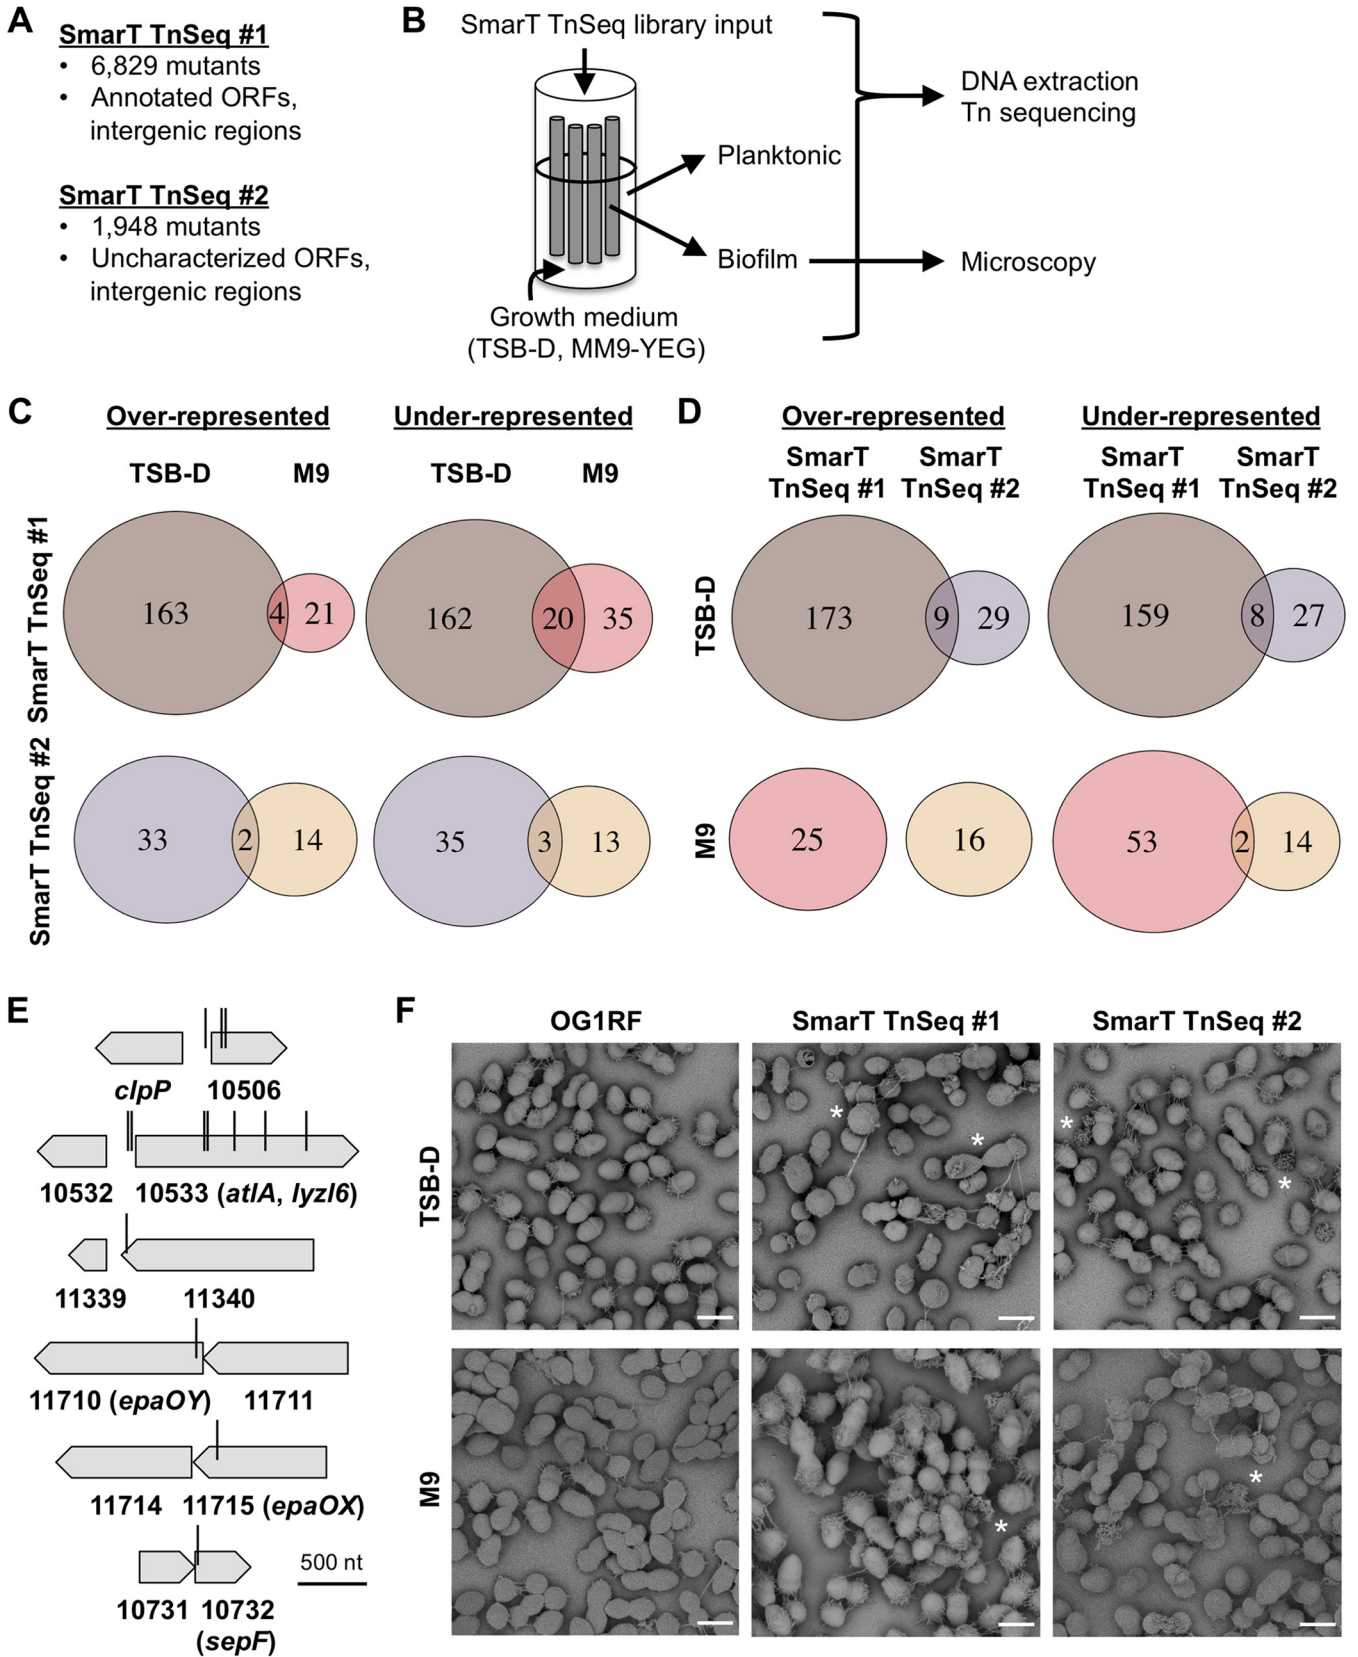 A
SmarT TnSeq #1
• 6,829 mutants
• Annotated ORFs,
intergenic regions
SmarT TnSeq #2
• 1,948 mutants
• Uncharacterized ORFs,
intergenic regions
B
SmarT TnSeq library input
Planktonic
Biofilm
Growth medium
(TSB-D, MM9-YEG)
DNA extraction
Tn sequencing
Microscopy
C
Over-represented
Under-represented
TSB-D M9
TSB-D M9
SmarT TnSeq #1
163 4 21
162 20 35
SmarT TnSeq #2
33 2 14
35 3 13
D
Over-represented
Under-represented
SmarT
TnSeq #1
SmarT
TnSeq #2
SmarT
TnSeq #1
SmarT
TnSeq #2
TSB-D
173 9 29
159 8 27
M9
25 16
53 2 14
E
clpP 10506
10532 10533 (atlA, lyzl6)
11339 11340
11710 (epaOY) 11711
11714 11715 (epaOX)
10731 10732
(sepF)
500 nt
F
OG1RF
SmarT TnSeq #1
SmarT TnSeq #2
TSB-D
*
*
*
*
M9
*
*